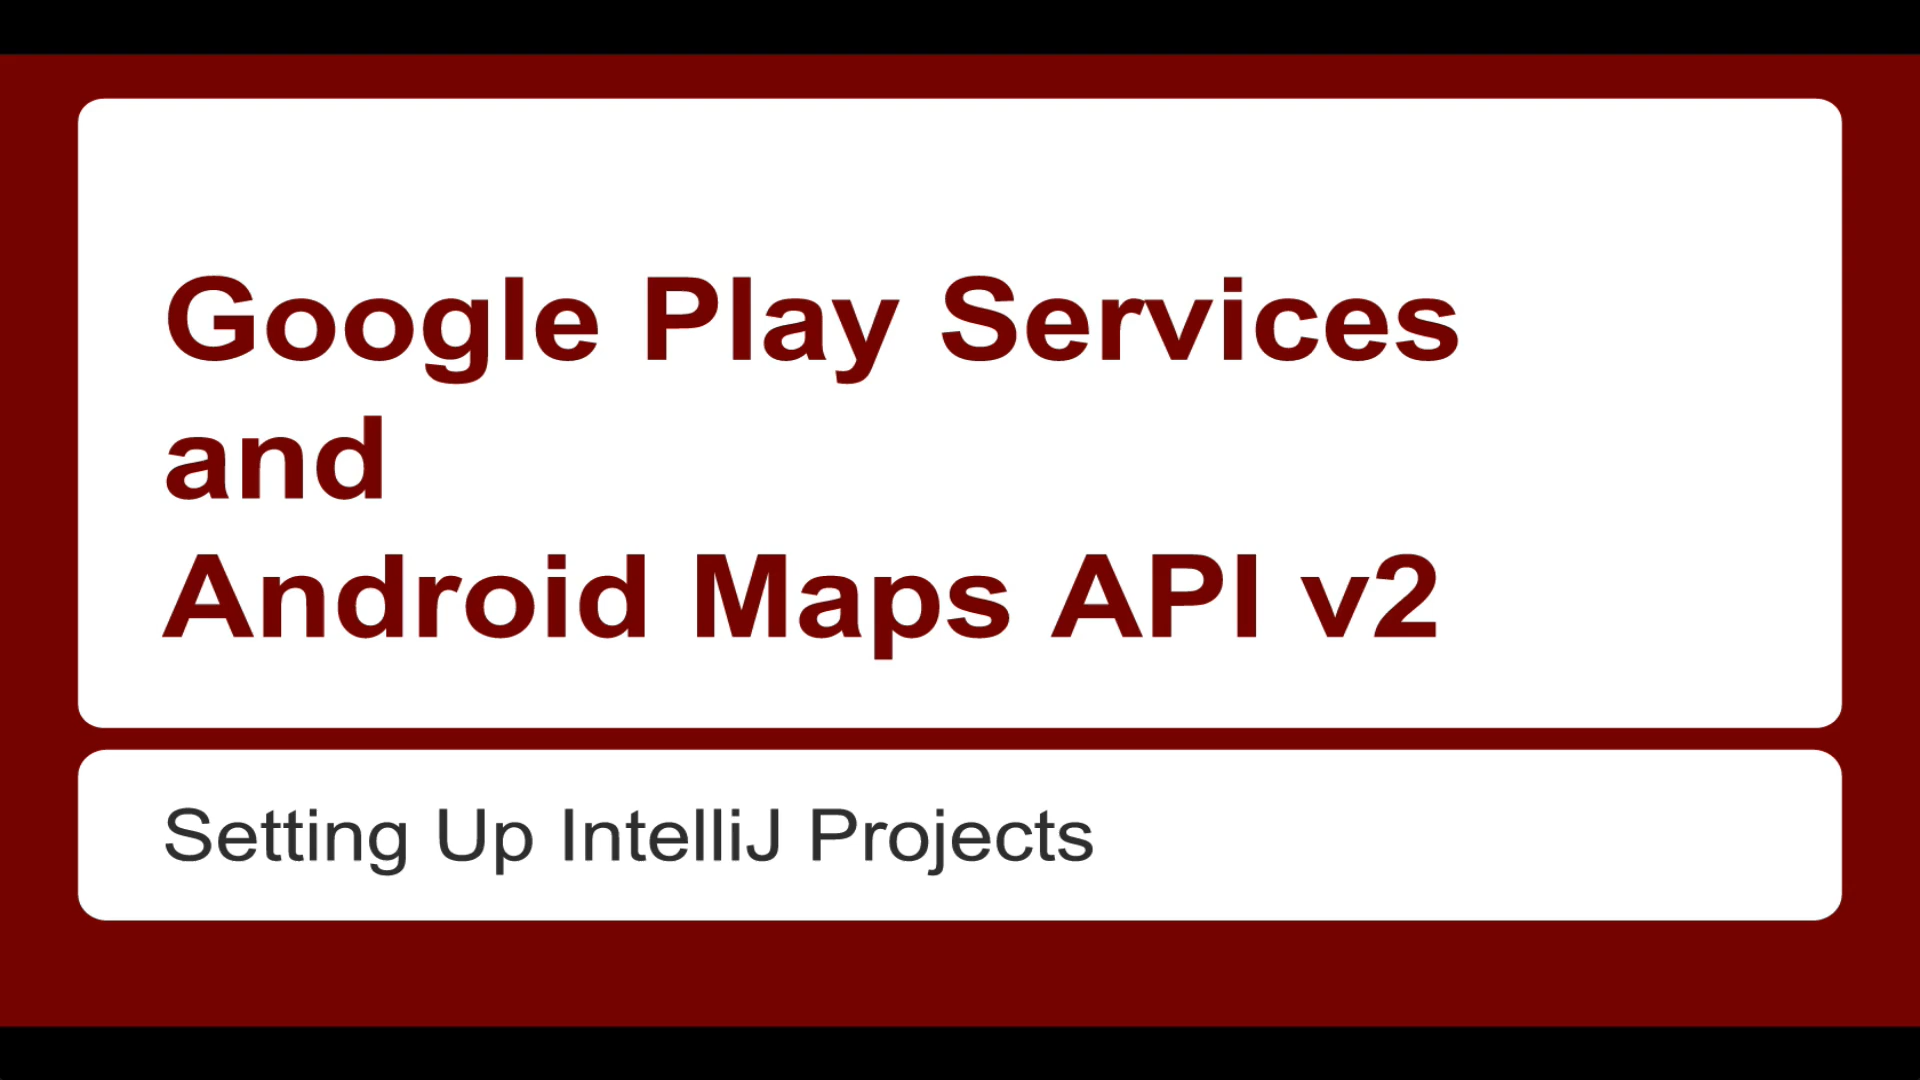 Google Play Services
and
Android Maps API v2
Setting Up IntelliJ Projects